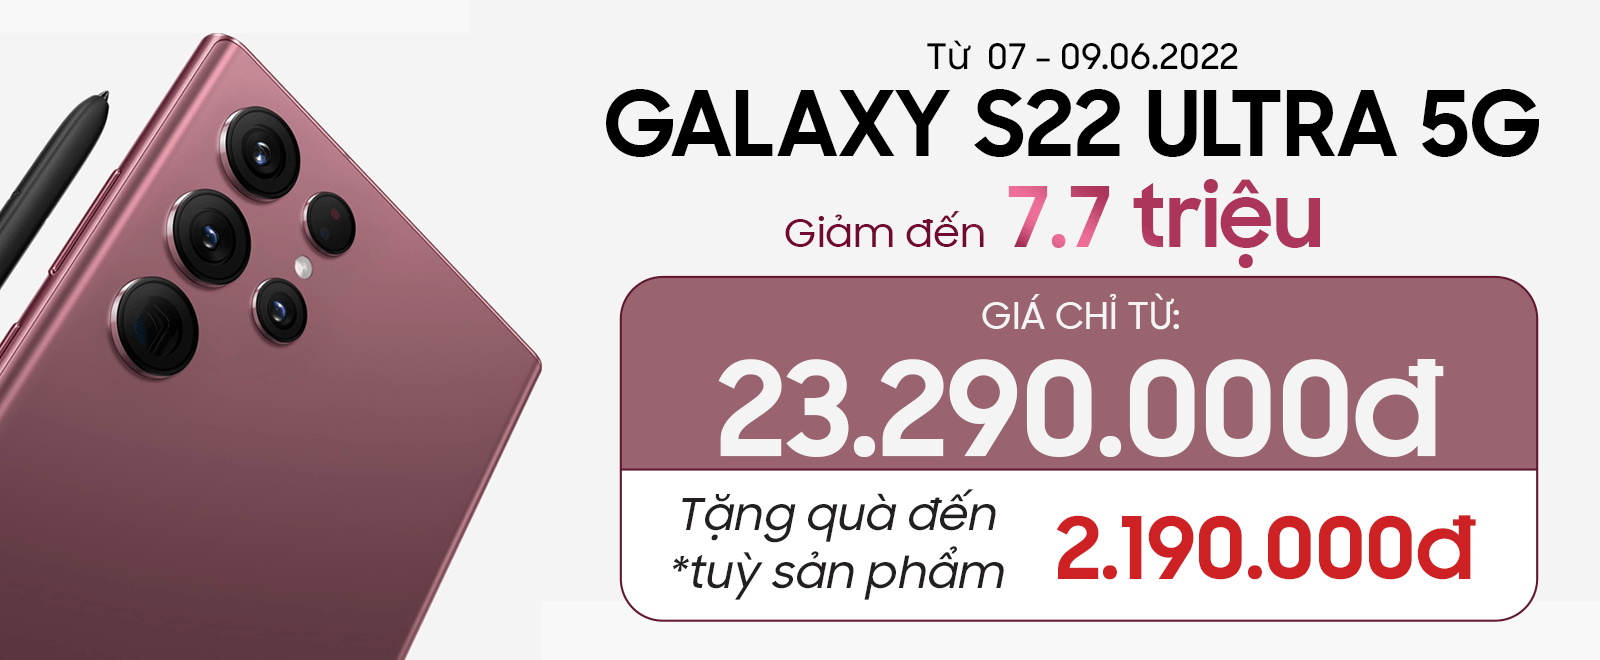 Từ 07 - 09.06.2022
GALAXY S22 ULTRA 5G
Giảm đến 7.7 triệu
GIÁ CHỈ TỪ:
23.290.000đ
Tặng quà đến
*tuỳ sản phẩm
2.190.000đ